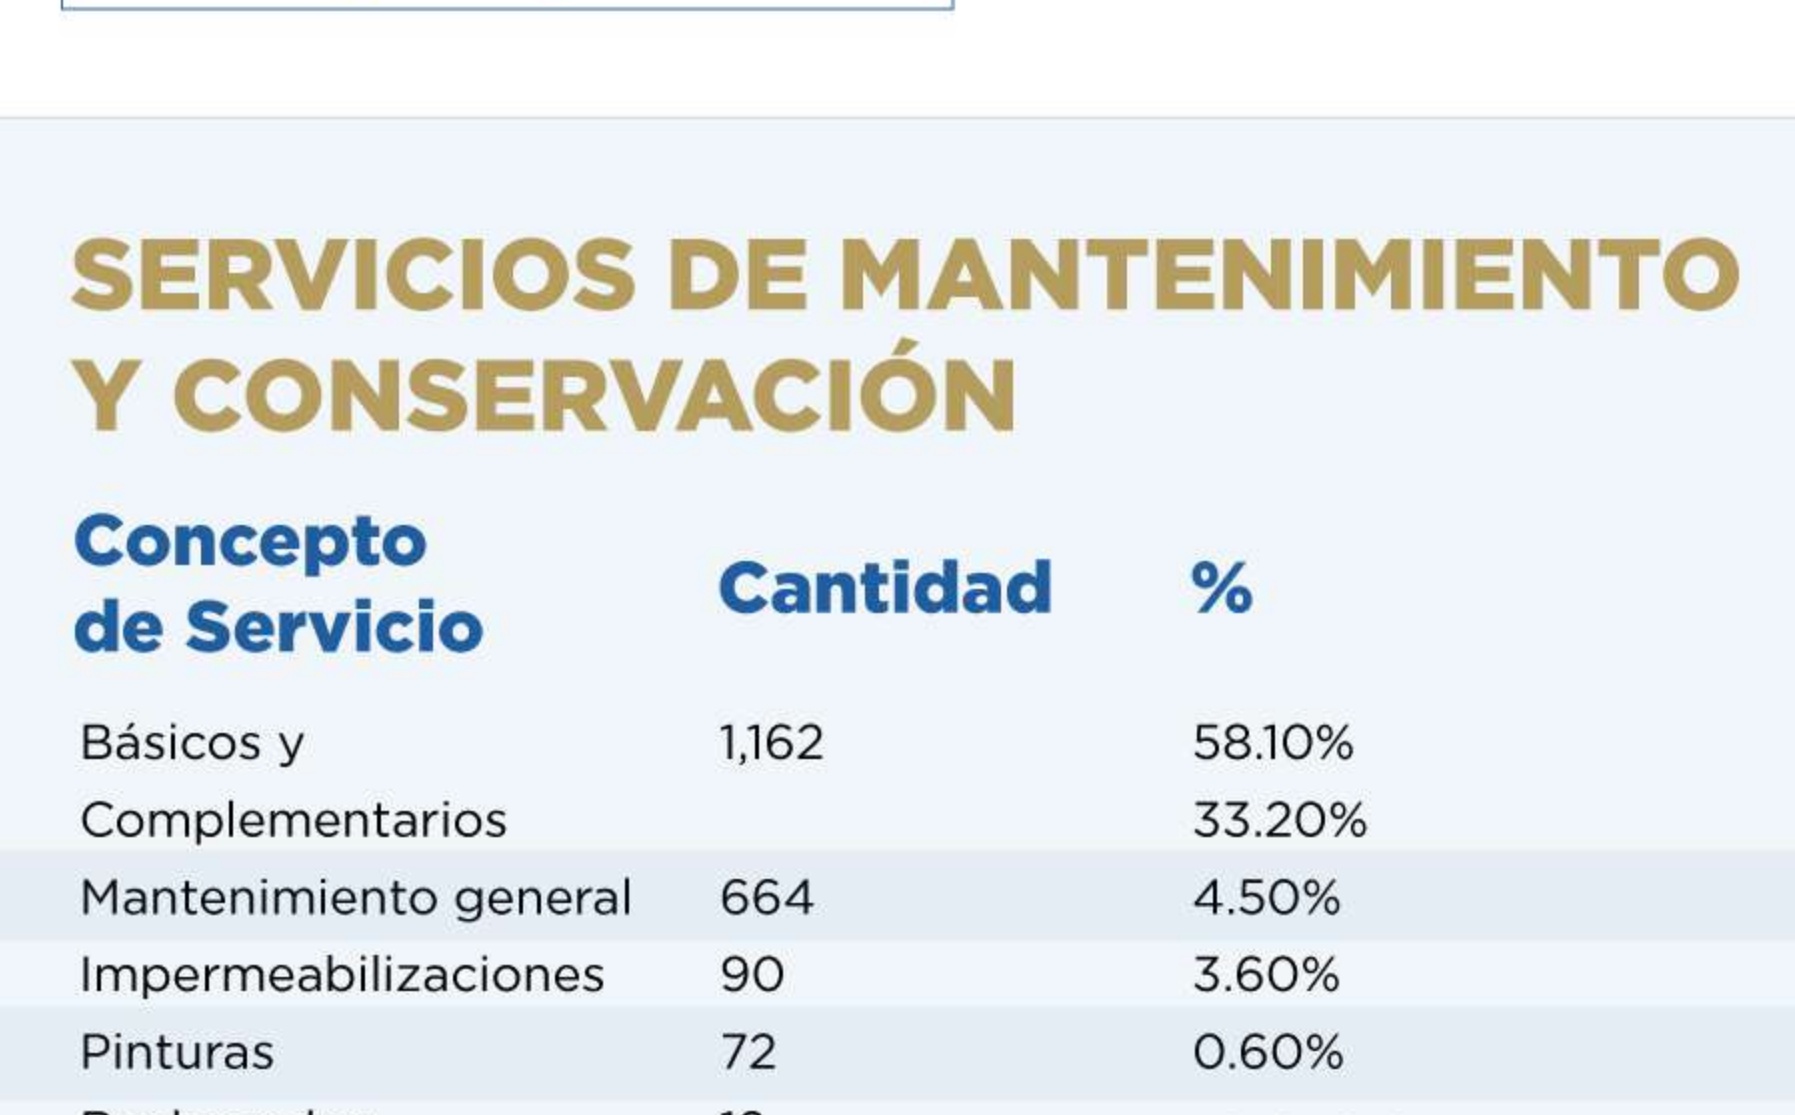 SERVICIOS DE MANTENIMIENTO
Y CONSERVACIÓN
Concepto
de Servicio
Cantidad
%
Básicos y 1,162 58.10%
Complementarios 33.20%
Mantenimiento general 664 4.50%
Impermeabilizaciones 90 3.60%
Pinturas 72 0.60%